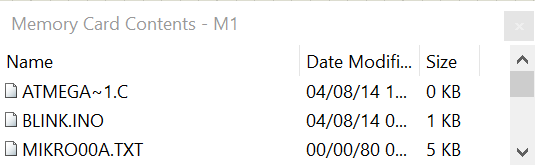 Memory Card Contents - M1
Name Date Modifi... Size
ATMEGA~1.C 04/08/14 1... 0 KB
BLINK.INO 04/08/14 0... 1 KB
MIKRO00A.TXT 00/00/80 0... 5 KB